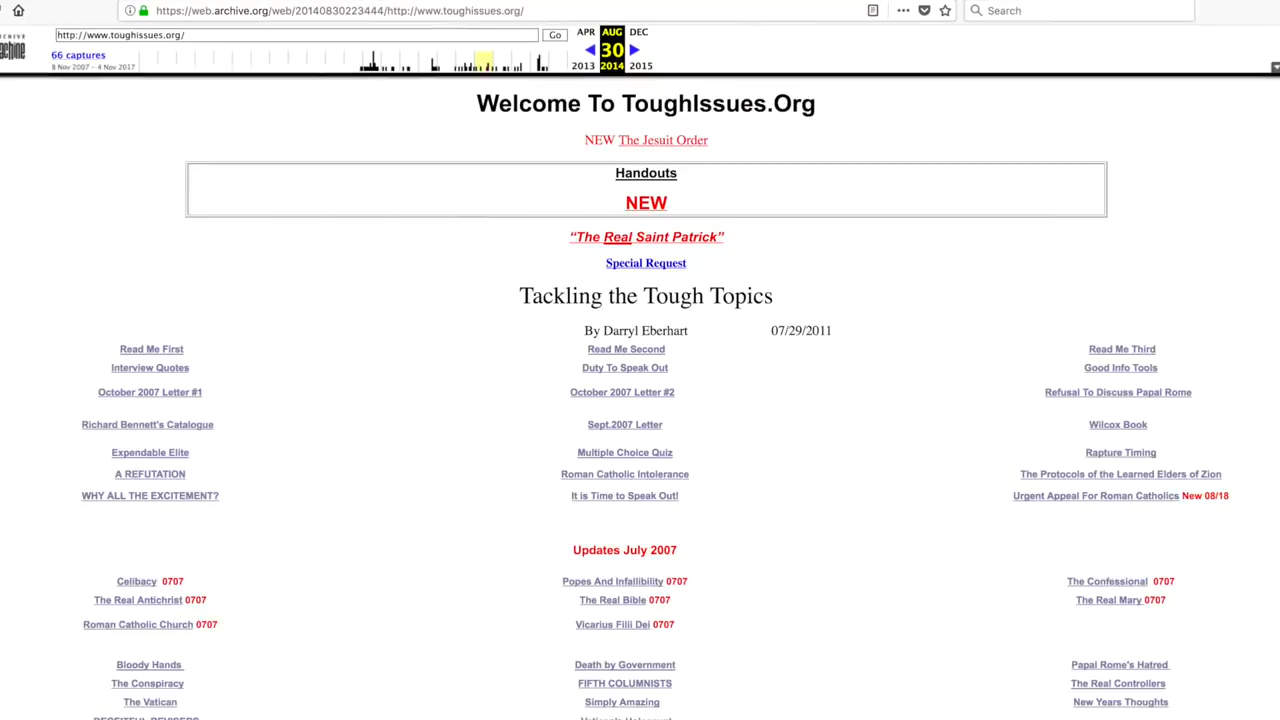 https://web.archive.org/web/20140830223444/http://www.toughissues.org/
Search
http://www.toughissues.org/
Go
APR AUG DEC
66 captures
30
8 Nov 2007 – 4 Nov 2017
2013 2014 2015
Welcome To ToughIssues.Org
NEW The Jesuit Order
Handouts
NEW
“The Real Saint Patrick”
Special Request
Tackling the Tough Topics
By Darryl Eberhart 07/29/2011
Read Me First Read Me Second Read Me Third
Interview Quotes Duty To Speak Out Good Info Tools
October 2007 Letter #1 October 2007 Letter #2 Refusal To Discuss Papal Rome
Richard Bennett's Catalogue Sept.2007 Letter Wilcox Book
Expendable Elite Multiple Choice Quiz Rapture Timing
A REFUTATION Roman Catholic Intolerance The Protocols of the Learned Elders of Zion
WHY ALL THE EXCITEMENT? It is Time to Speak Out! Urgent Appeal For Roman Catholics New 08/18
Updates July 2007
Celibacy 0707 Popes And Infallibility 0707 The Confessional 0707
The Real Antichrist 0707 The Real Bible 0707 The Real Mary 0707
Roman Catholic Church 0707 Vicarius Filii Dei 0707
Bloody Hands Death by Government Papal Rome's Hatred
The Conspiracy FIFTH COLUMNISTS The Real Controllers
The Vatican Simply Amazing New Years Thoughts